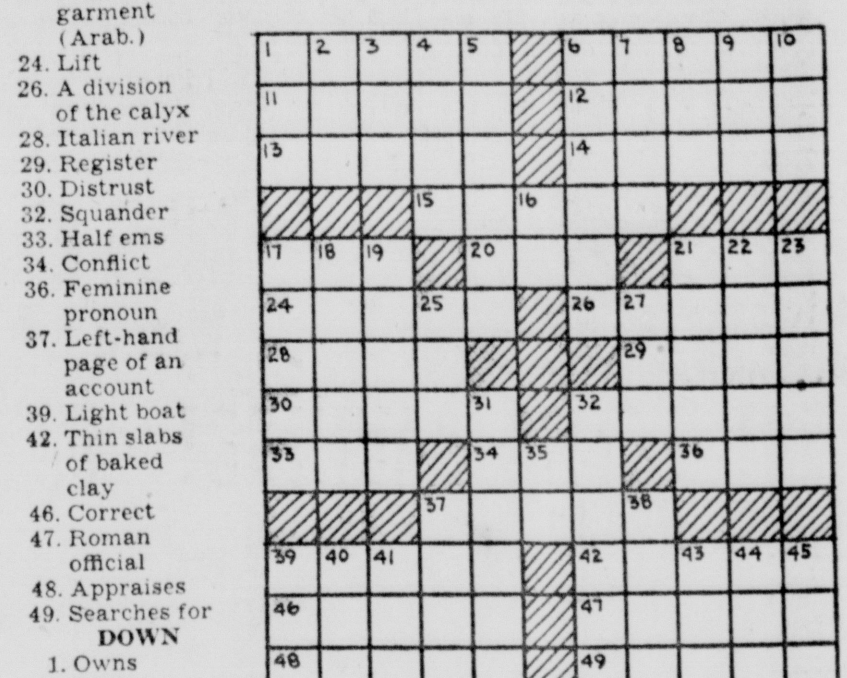 garment
(Arab.)
24. Lift
26. A division
of the calyx
28. Italian river
29. Register
30. Distrust
32. Squander
33. Half ems
34. Conflict
36. Feminine
pronoun
37. Left-hand
page of an
account
39. Light boat
42. Thin slabs
of baked
clay
46. Correct
47. Roman
official
48. Appraises
49. Searches for
DOWN
1. Owns
1 2 3 4 5 6 7 8 9 10
11 12
13 14
15 16
17 18 19 20 21 22 23
24 25 26 27
28 29
30 31 32
33 34 35 36
37 38
39 40 41 42 43 44 45
46 47
48 49